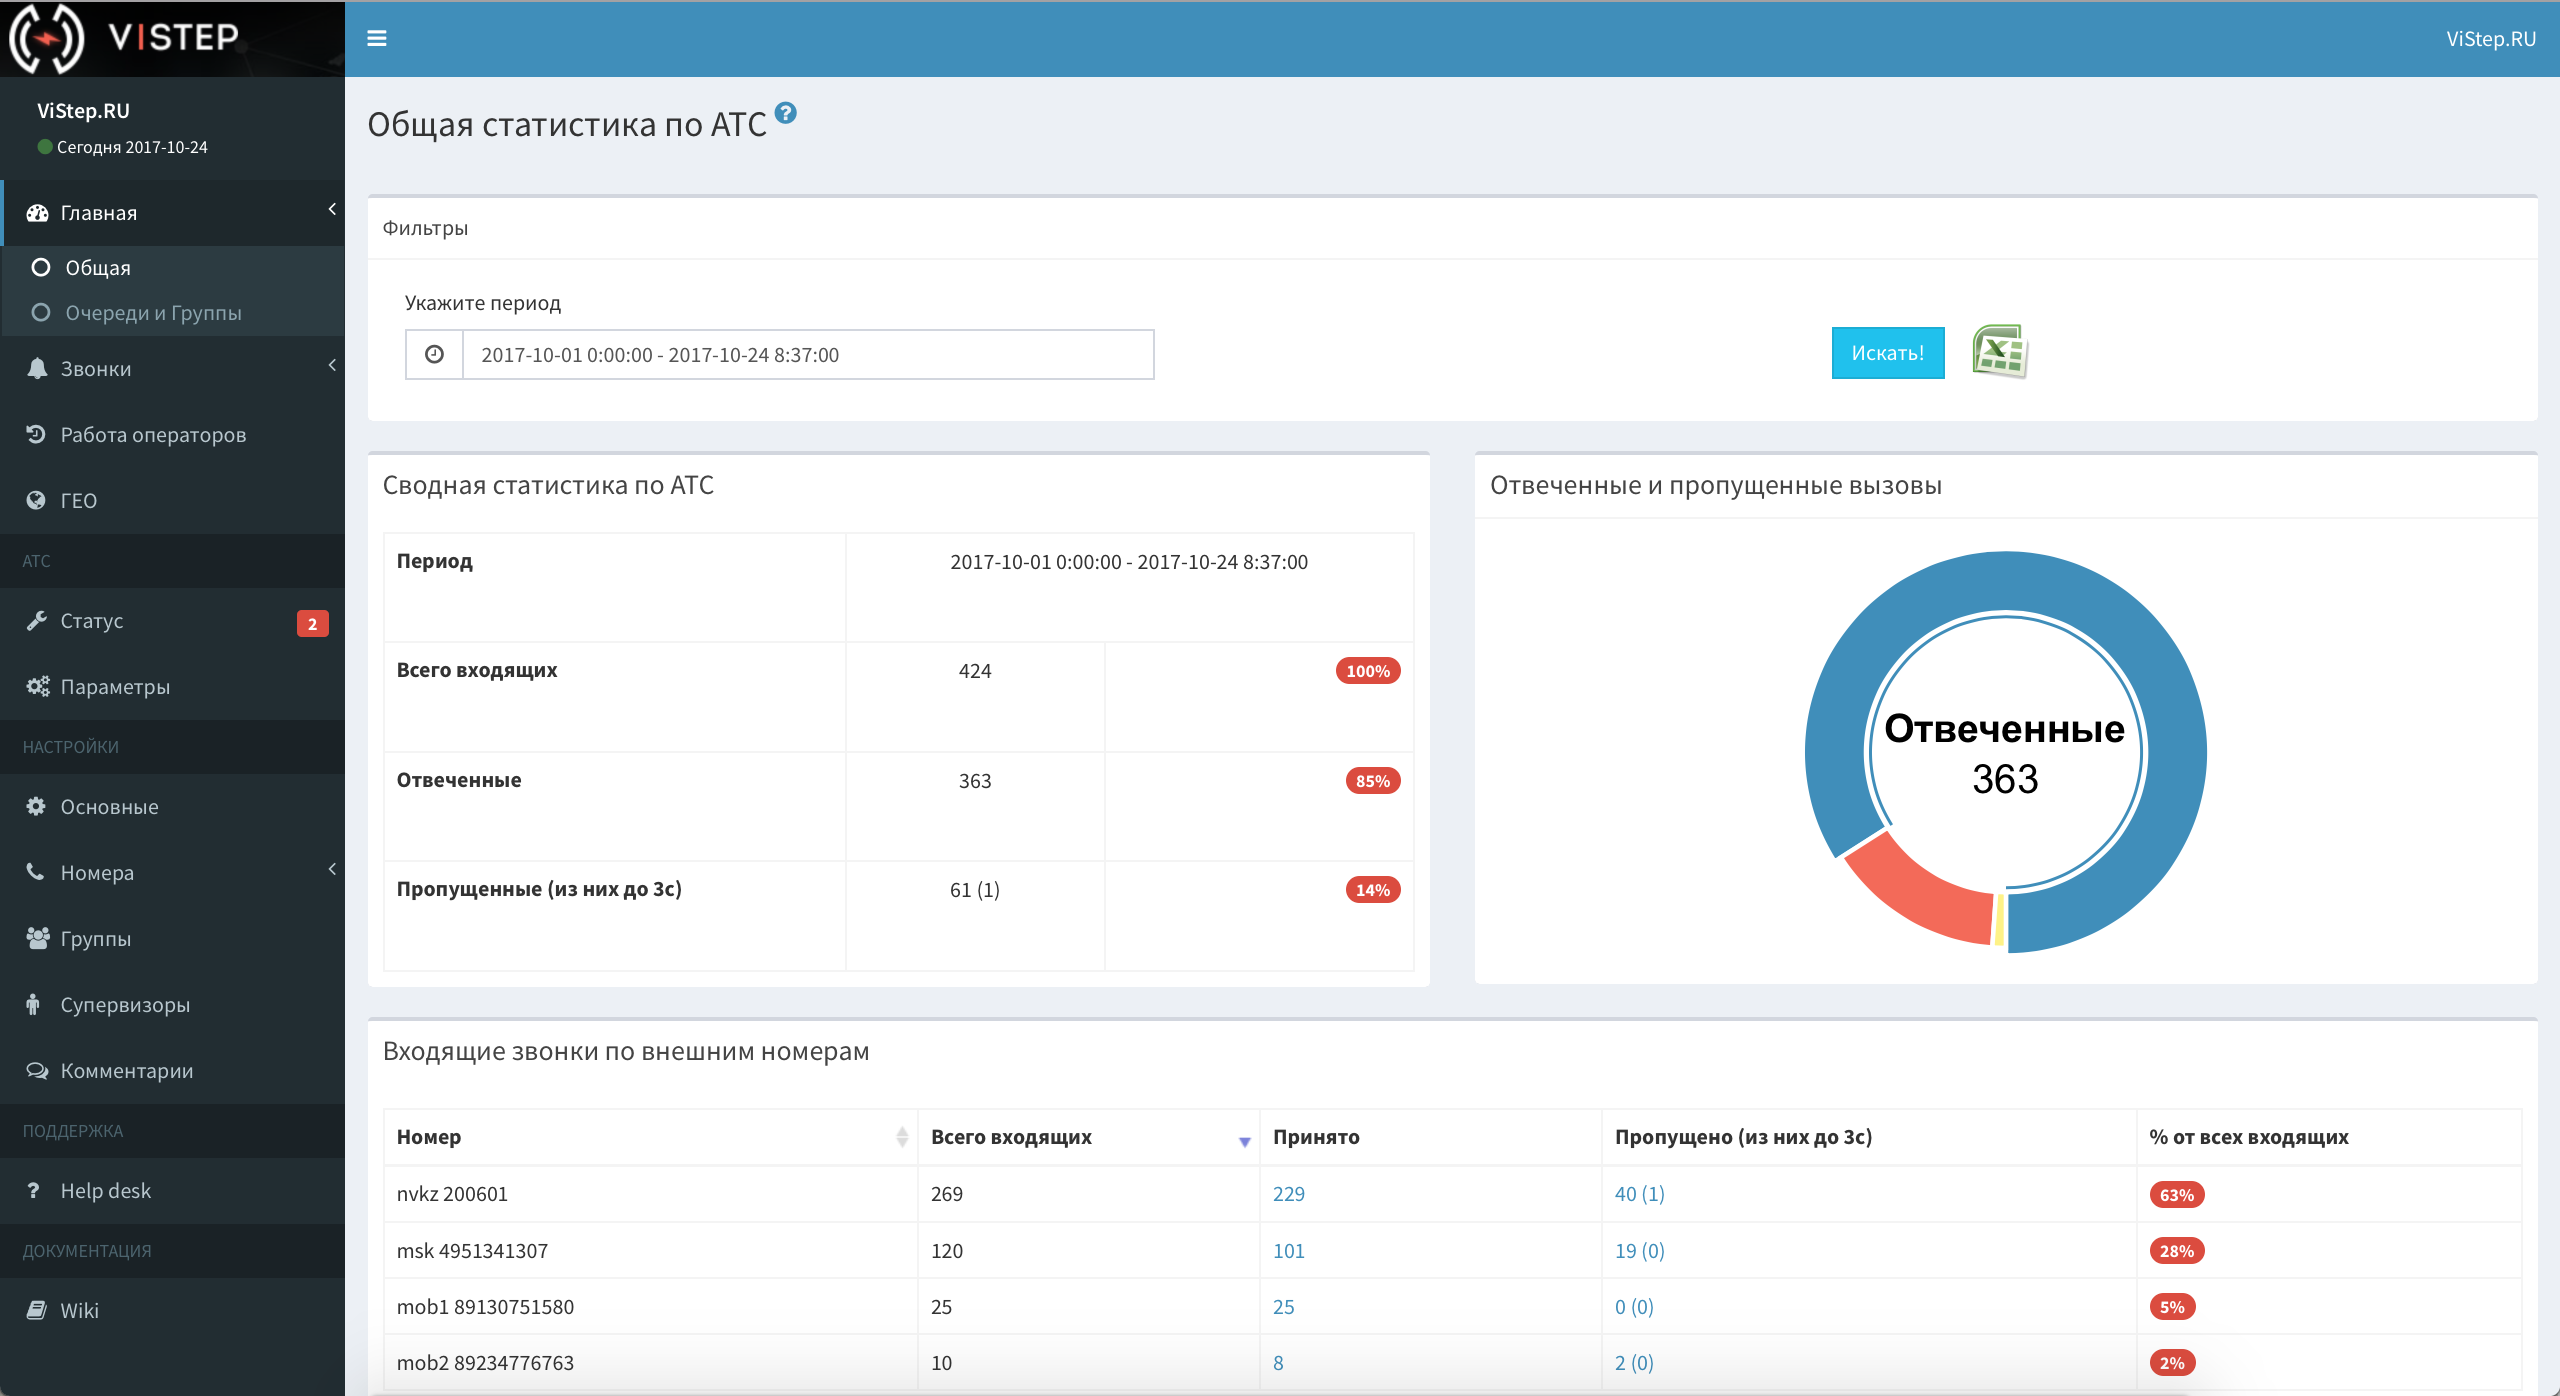 VISTEP
ViStep.RU
ViStep.RU
Сегодня 2017-10-24
Главная
Общая
Очереди и Группы
Звонки
Работа операторов
ГЕО
АТС
Статус 2
Параметры
НАСТРОЙКИ
Основные
Номера
Группы
Супервизоры
Комментарии
ПОДДЕРЖКА
? Help desk
ДОКУМЕНТАЦИЯ
Wiki
Общая статистика по АТС ?
Фильтры
Укажите период
2017-10-01 0:00:00 - 2017-10-24 8:37:00
Искать!
Сводная статистика по АТС
Период 2017-10-01 0:00:00 - 2017-10-24 8:37:00
Всего входящих 424 100%
Отвеченные 363 85%
Пропущенные (из них до 3с) 61 (1) 14%
Отвеченные и пропущенные вызовы
Отвеченные
363
Входящие звонки по внешним номерам
Номер Всего входящих Принято Пропущено (из них до 3с) % от всех входящих
nvkz 200601 269 229 40 (1) 63%
msk 4951341307 120 101 19 (0) 28%
mob1 89130751580 25 25 0 (0) 5%
mob2 89234776763 10 8 2 (0) 2%